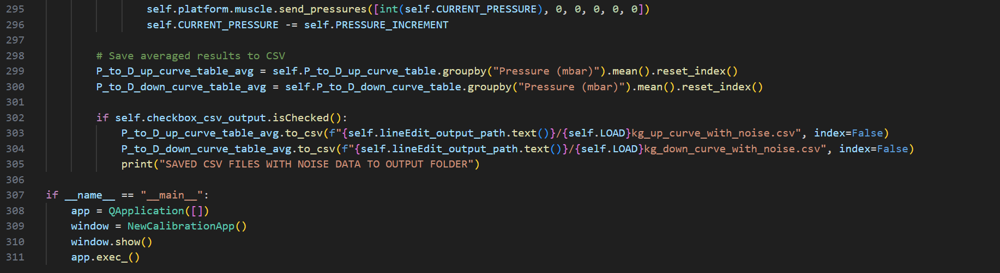 295 self.platform.muscle.send_pressures([int(self.CURRENT_PRESSURE), 0, 0, 0, 0, 0])
296 self.CURRENT_PRESSURE -= self.PRESSURE_INCREMENT
297
298 # Save averaged results to CSV
299 P_to_D_up_curve_table_avg = self.P_to_D_up_curve_table.groupby("Pressure (mbar)").mean().reset_index()
300 P_to_D_down_curve_table_avg = self.P_to_D_down_curve_table.groupby("Pressure (mbar)").mean().reset_index()
301
302 if self.checkbox_csv_output.isChecked():
303 P_to_D_up_curve_table_avg.to_csv(f"{self.lineEdit_output_path.text()}/{self.LOAD}kg_up_curve_with_noise.csv", index=False)
304 P_to_D_down_curve_table_avg.to_csv(f"{self.lineEdit_output_path.text()}/{self.LOAD}kg_down_curve_with_noise.csv", index=False)
305 print("SAVED CSV FILES WITH NOISE DATA TO OUTPUT FOLDER")
306
307 if __name__ == "__main__":
308 app = QApplication([])
309 window = NewCalibrationApp()
310 window.show()
311 app.exec_()